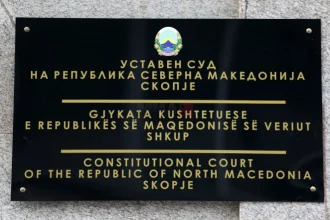 УСТАВЕН СУД
НА РЕПУБЛИКА СЕВЕРНА МАКЕДОНИЈА
СКОПЈЕ
GJYKATA KUSHTETUESE
E REPUBLIKËS SË MAQEDONISË SË VERIUT
SHKUP
CONSTITUTIONAL COURT
OF THE REPUBLIC OF NORTH MACEDONIA
SKOPJE